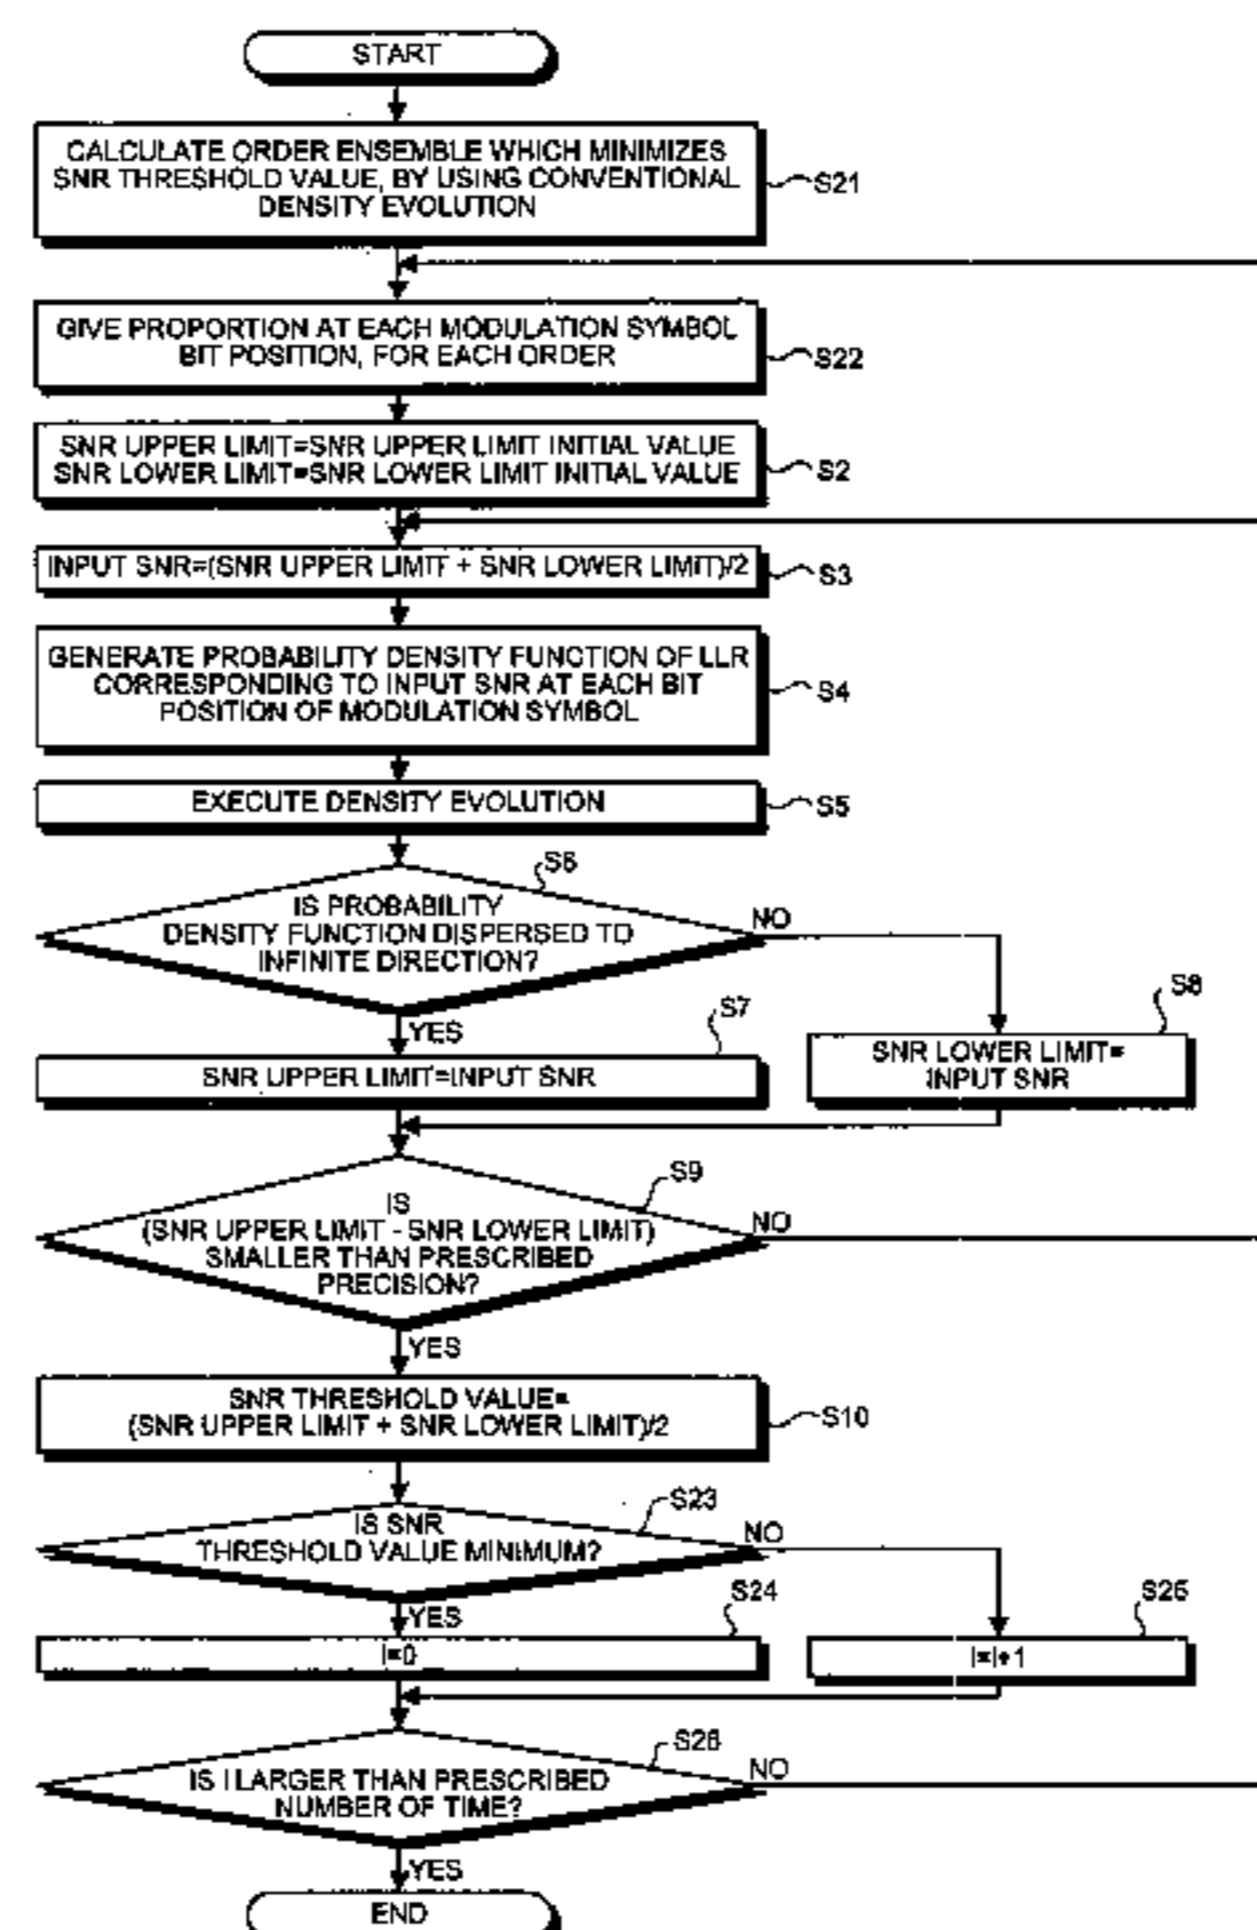 START
CALCULATE ORDER ENSEMBLE WHICH MINIMIZES
SNR THRESHOLD VALUE, BY USING CONVENTIONAL
DENSITY EVOLUTION
S21
GIVE PROPORTION AT EACH MODULATION SYMBOL
BIT POSITION, FOR EACH ORDER
S22
SNR UPPER LIMIT=SNR UPPER LIMIT INITIAL VALUE
SNR LOWER LIMIT=SNR LOWER LIMIT INITIAL VALUE
S2
INPUT SNR=(SNR UPPER LIMIT + SNR LOWER LIMIT)/2
S3
GENERATE PROBABILITY DENSITY FUNCTION OF LLR
CORRESPONDING TO INPUT SNR AT EACH BIT
POSITION OF MODULATION SYMBOL
S4
EXECUTE DENSITY EVOLUTION
S5
S6
IS PROBABILITY
DENSITY FUNCTION DISPERSED TO
INFINITE DIRECTION?
NO
YES
S7
SNR UPPER LIMIT=INPUT SNR
S8
SNR LOWER LIMIT=
INPUT SNR
S9
IS
(SNR UPPER LIMIT - SNR LOWER LIMIT)
SMALLER THAN PRESCRIBED
PRECISION?
NO
YES
SNR THRESHOLD VALUE=
(SNR UPPER LIMIT + SNR LOWER LIMIT)/2
S10
S23
IS SNR
THRESHOLD VALUE MINIMUM?
NO
YES
S24
I=0
S25
I=I+1
S26
IS I LARGER THAN PRESCRIBED
NUMBER OF TIME?
NO
YES
END